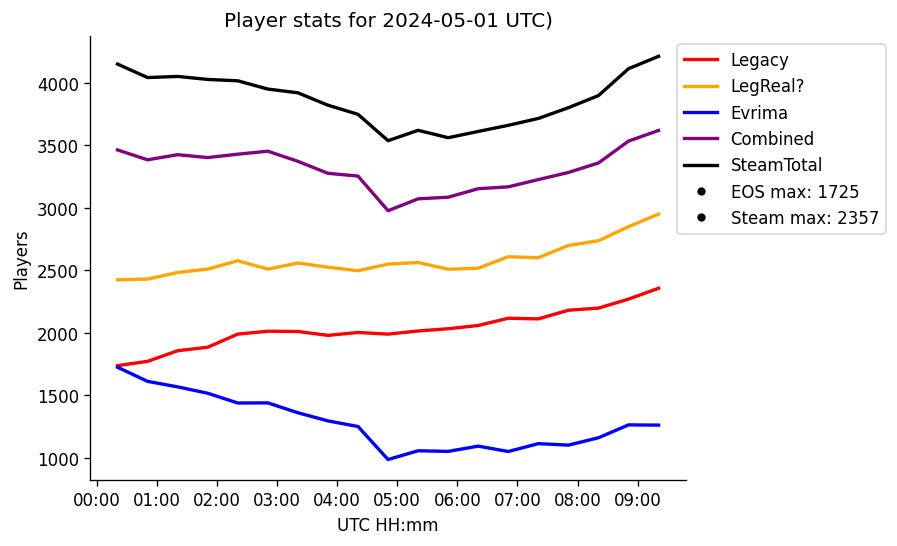 Player stats for 2024-05-01 UTC)
Legacy
LegReal?
Evrima
Combined
SteamTotal
EOS max: 1725
Steam max: 2357
Players
4000
3500
3000
2500
2000
1500
1000
00:00 01:00 02:00 03:00 04:00 05:00 06:00 07:00 08:00 09:00
UTC HH:mm